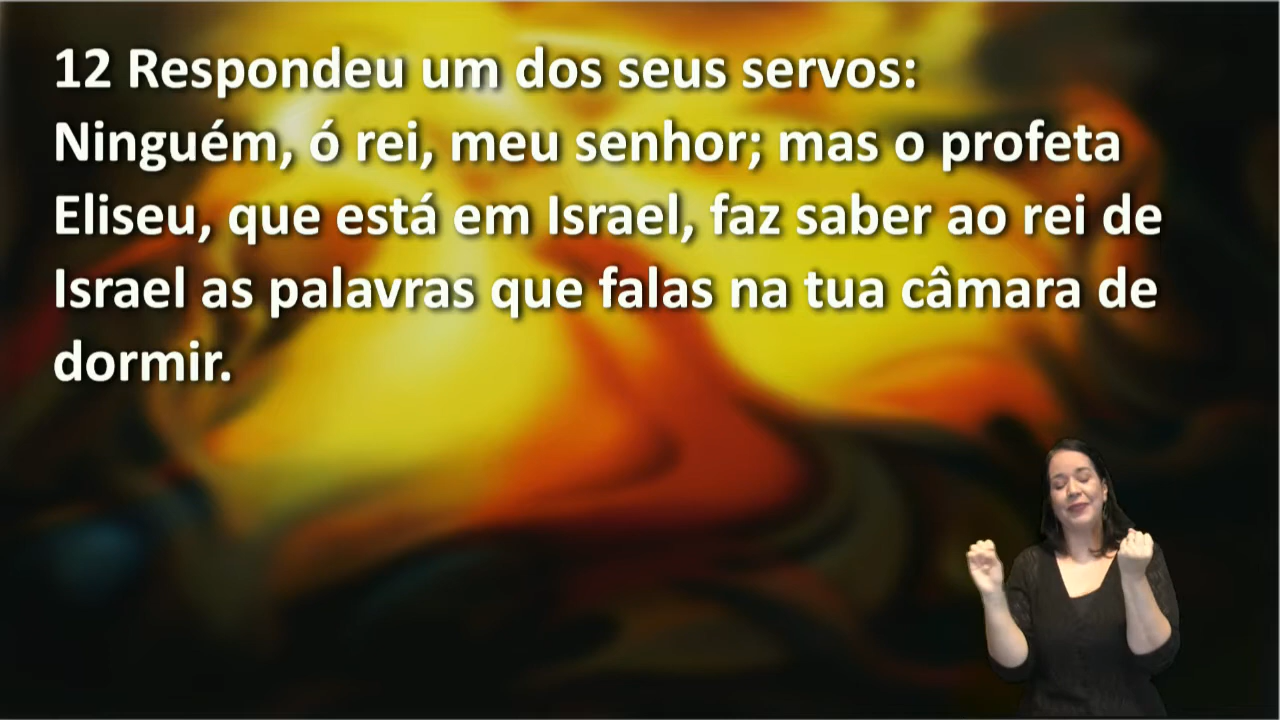 12 Respondeu um dos seus servos:
Ninguém, ó rei, meu senhor; mas o profeta
Eliseu, que está em Israel, faz saber ao rei de
Israel as palavras que falas na tua câmara de
dormir.